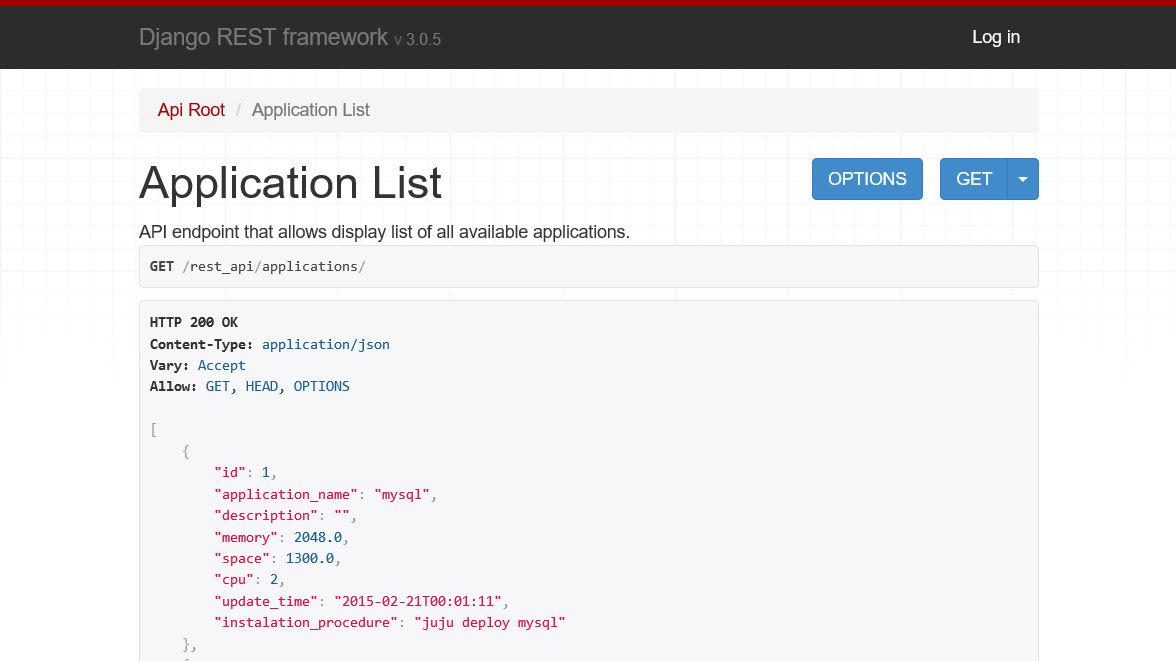 Django REST framework v 3.0.5
Log in
Api Root / Application List
Application List
OPTIONS
GET
API endpoint that allows display list of all available applications.
GET /rest_api/applications/
HTTP 200 OK
Content-Type: application/json
Vary: Accept
Allow: GET, HEAD, OPTIONS
[
{
"id": 1,
"application_name": "mysql",
"description": "",
"memory": 2048.0,
"space": 1300.0,
"cpu": 2,
"update_time": "2015-02-21T00:01:11",
"instalation_procedure": "juju deploy mysql"
},